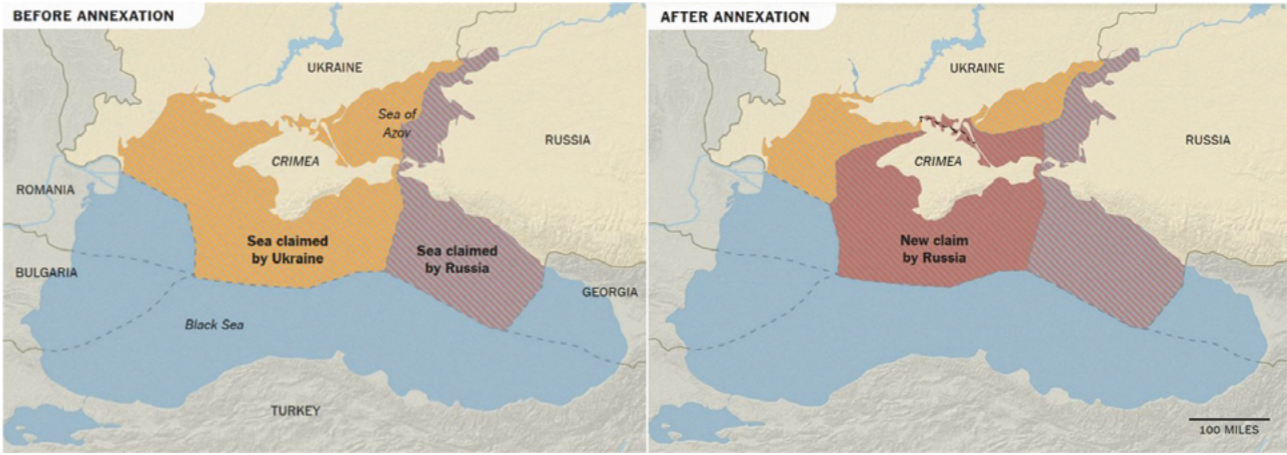 BEFORE ANNEXATION
UKRAINE
Sea of
Azov
RUSSIA
CRIMEA
ROMANIA
Sea claimed
by Ukraine
Sea claimed
by Russia
BULGARIA
GEORGIA
Black Sea
TURKEY
AFTER ANNEXATION
UKRAINE
RUSSIA
CRIMEA
New claim
by Russia
100 MILES